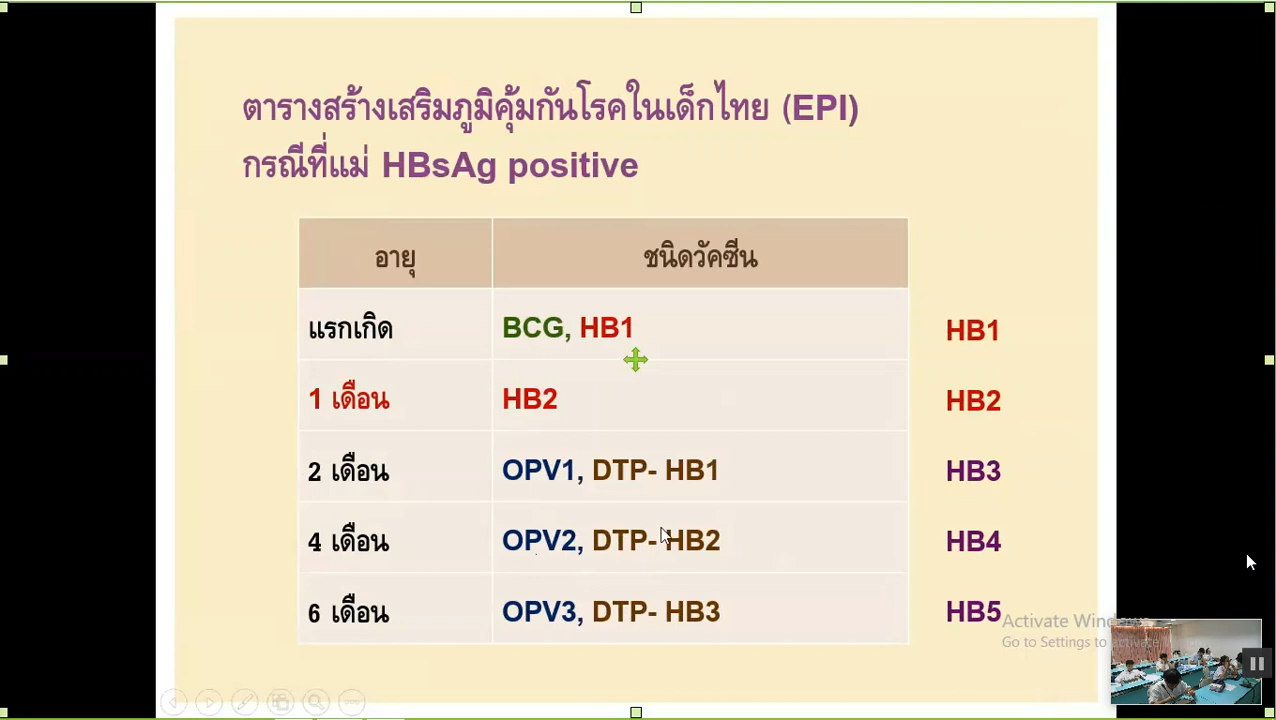 ตารางสร้างเสริมภูมิคุ้มกันโรคในเด็กไทย (EPI)
กรณีที่แม่ HBsAg positive
อายุ ชนิดวัคซีน
แรกเกิด BCG, HB1 HB1
1 เดือน HB2 HB2
2 เดือน OPV1, DTP- HB1 HB3
4 เดือน OPV2, DTP- HB2 HB4
6 เดือน OPV3, DTP- HB3 HB5
Activate Windows
Go to Settings to activate